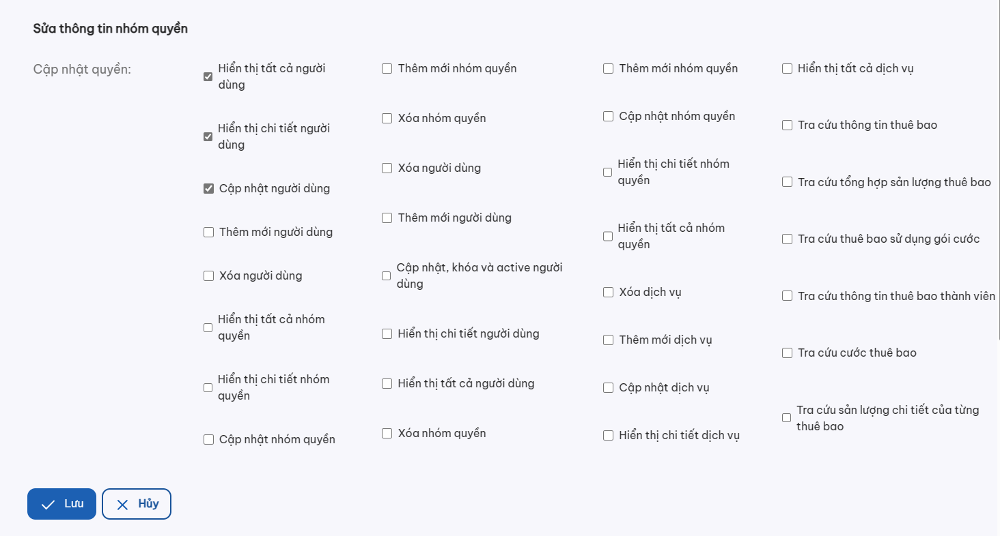 Sửa thông tin nhóm quyền
Cập nhật quyền:
Hiển thị tất cả người
dùng
Hiển thị chi tiết người
dùng
Cập nhật người dùng
Thêm mới người dùng
Xóa người dùng
Hiển thị tất cả nhóm
quyền
Hiển thị chi tiết nhóm
quyền
Cập nhật nhóm quyền
Thêm mới nhóm quyền
Xóa nhóm quyền
Xóa người dùng
Thêm mới người dùng
Cập nhật, khóa và active người
dùng
Hiển thị chi tiết người dùng
Hiển thị tất cả người dùng
Xóa nhóm quyền
Thêm mới nhóm quyền
Cập nhật nhóm quyền
Hiển thị chi tiết nhóm
quyền
Hiển thị tất cả nhóm
quyền
Xóa dịch vụ
Thêm mới dịch vụ
Cập nhật dịch vụ
Hiển thị chi tiết dịch vụ
Hiển thị tất cả dịch vụ
Tra cứu thông tin thuê bao
Tra cứu tổng hợp sản lượng thuê bao
Tra cứu thuê bao sử dụng gói cước
Tra cứu thông tin thuê bao thành viên
Tra cứu cước thuê bao
Tra cứu sản lượng chi tiết của từng
thuê bao
Lưu
Hủy